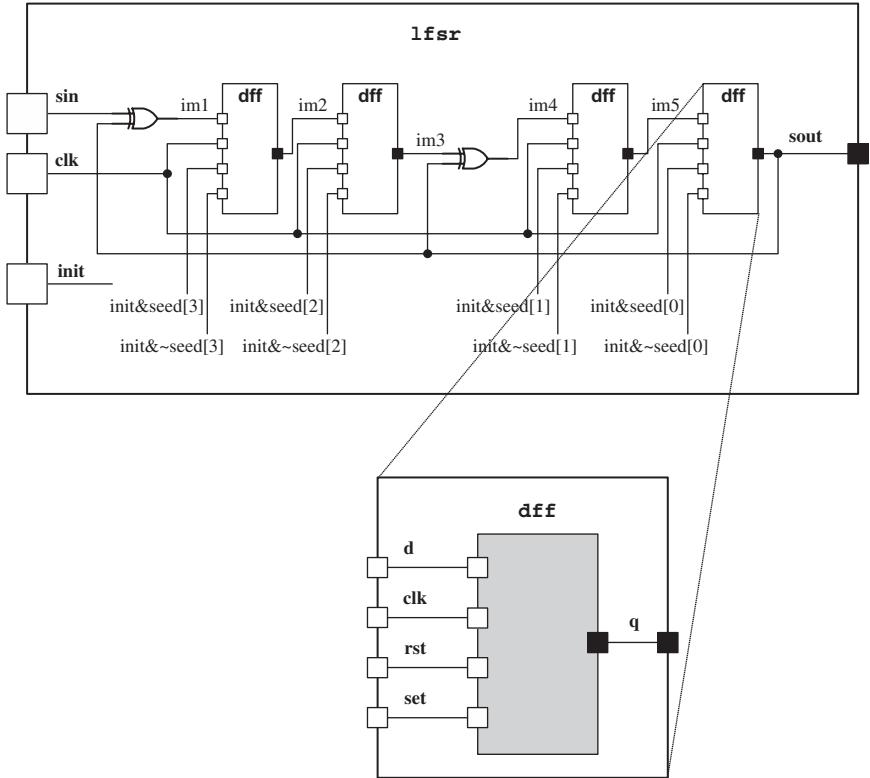 lfsr
sin
im1
dff
im2
dff
im3
im4
dff
im5
dff
sout
clk
init
init&seed[3]
init&seed[2]
init&seed[1]
init&seed[0]
init&~seed[3]
init&~seed[2]
init&~seed[1]
init&~seed[0]
dff
d
clk
rst
set
q